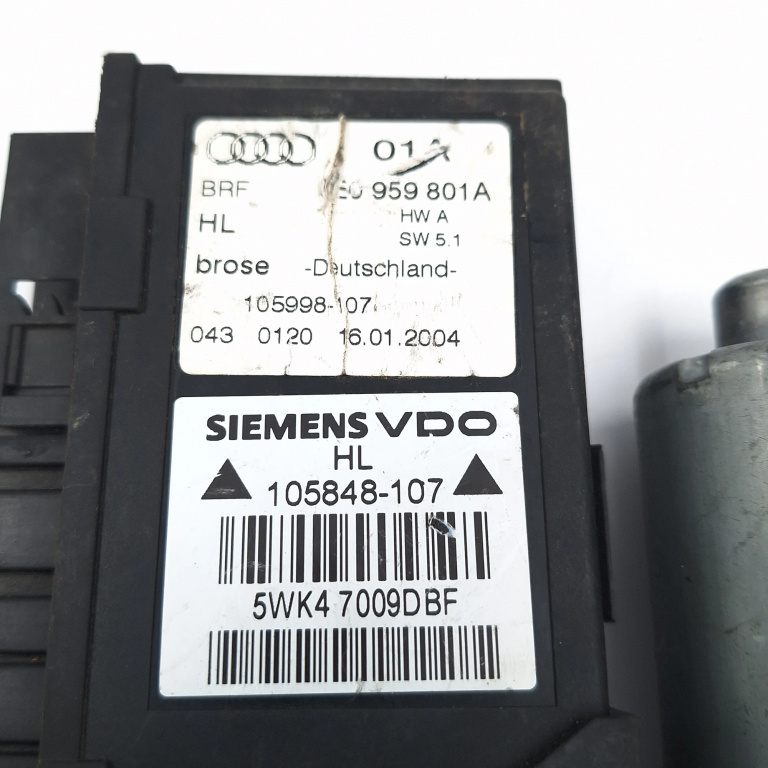 01A
BRF 959 801A
HL HW A
SW 5.1
brose -Deutschland-
105998-107
043 0120 16.01.2004
SIEMENS VDO
HL
105848-107
5WK4 7009DBF